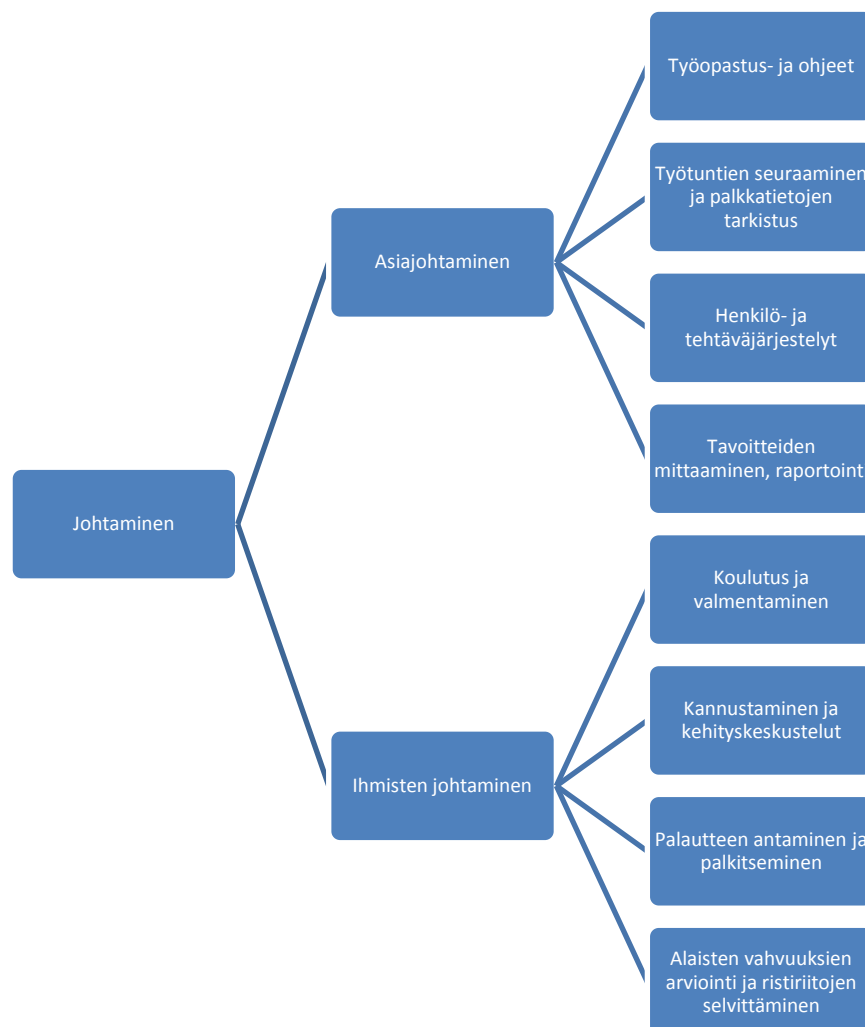 Johtaminen
Asiajohtaminen
Työopastus- ja ohjeet
Työtuntien seuraaminen
ja palkkatietojen
tarkistus
Henkilö- ja
tehtäväjärjestelyt
Tavoitteiden
mittaaminen, raportoint
Ihmisten johtaminen
Koulutus ja
valmentaminen
Kannustaminen ja
kehityskeskustelut
Palautteen antaminen ja
palkitseminen
Alaisten vahvuuksien
arviointi ja ristiriitojen
selvittäminen